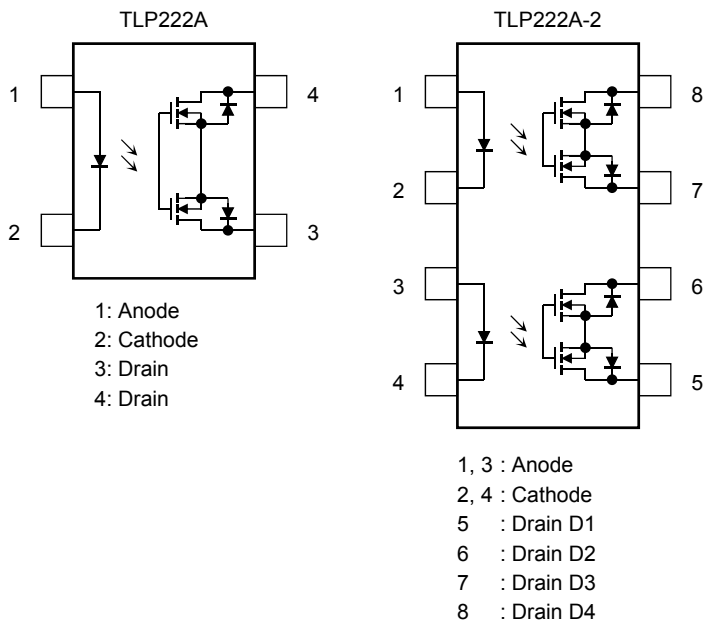 TLP222A
1
4
2
3
1: Anode
2: Cathode
3: Drain
4: Drain
TLP222A-2
1
8
2
7
3
6
4
5
1, 3 : Anode
2, 4 : Cathode
5 : Drain D1
6 : Drain D2
7 : Drain D3
8 : Drain D4